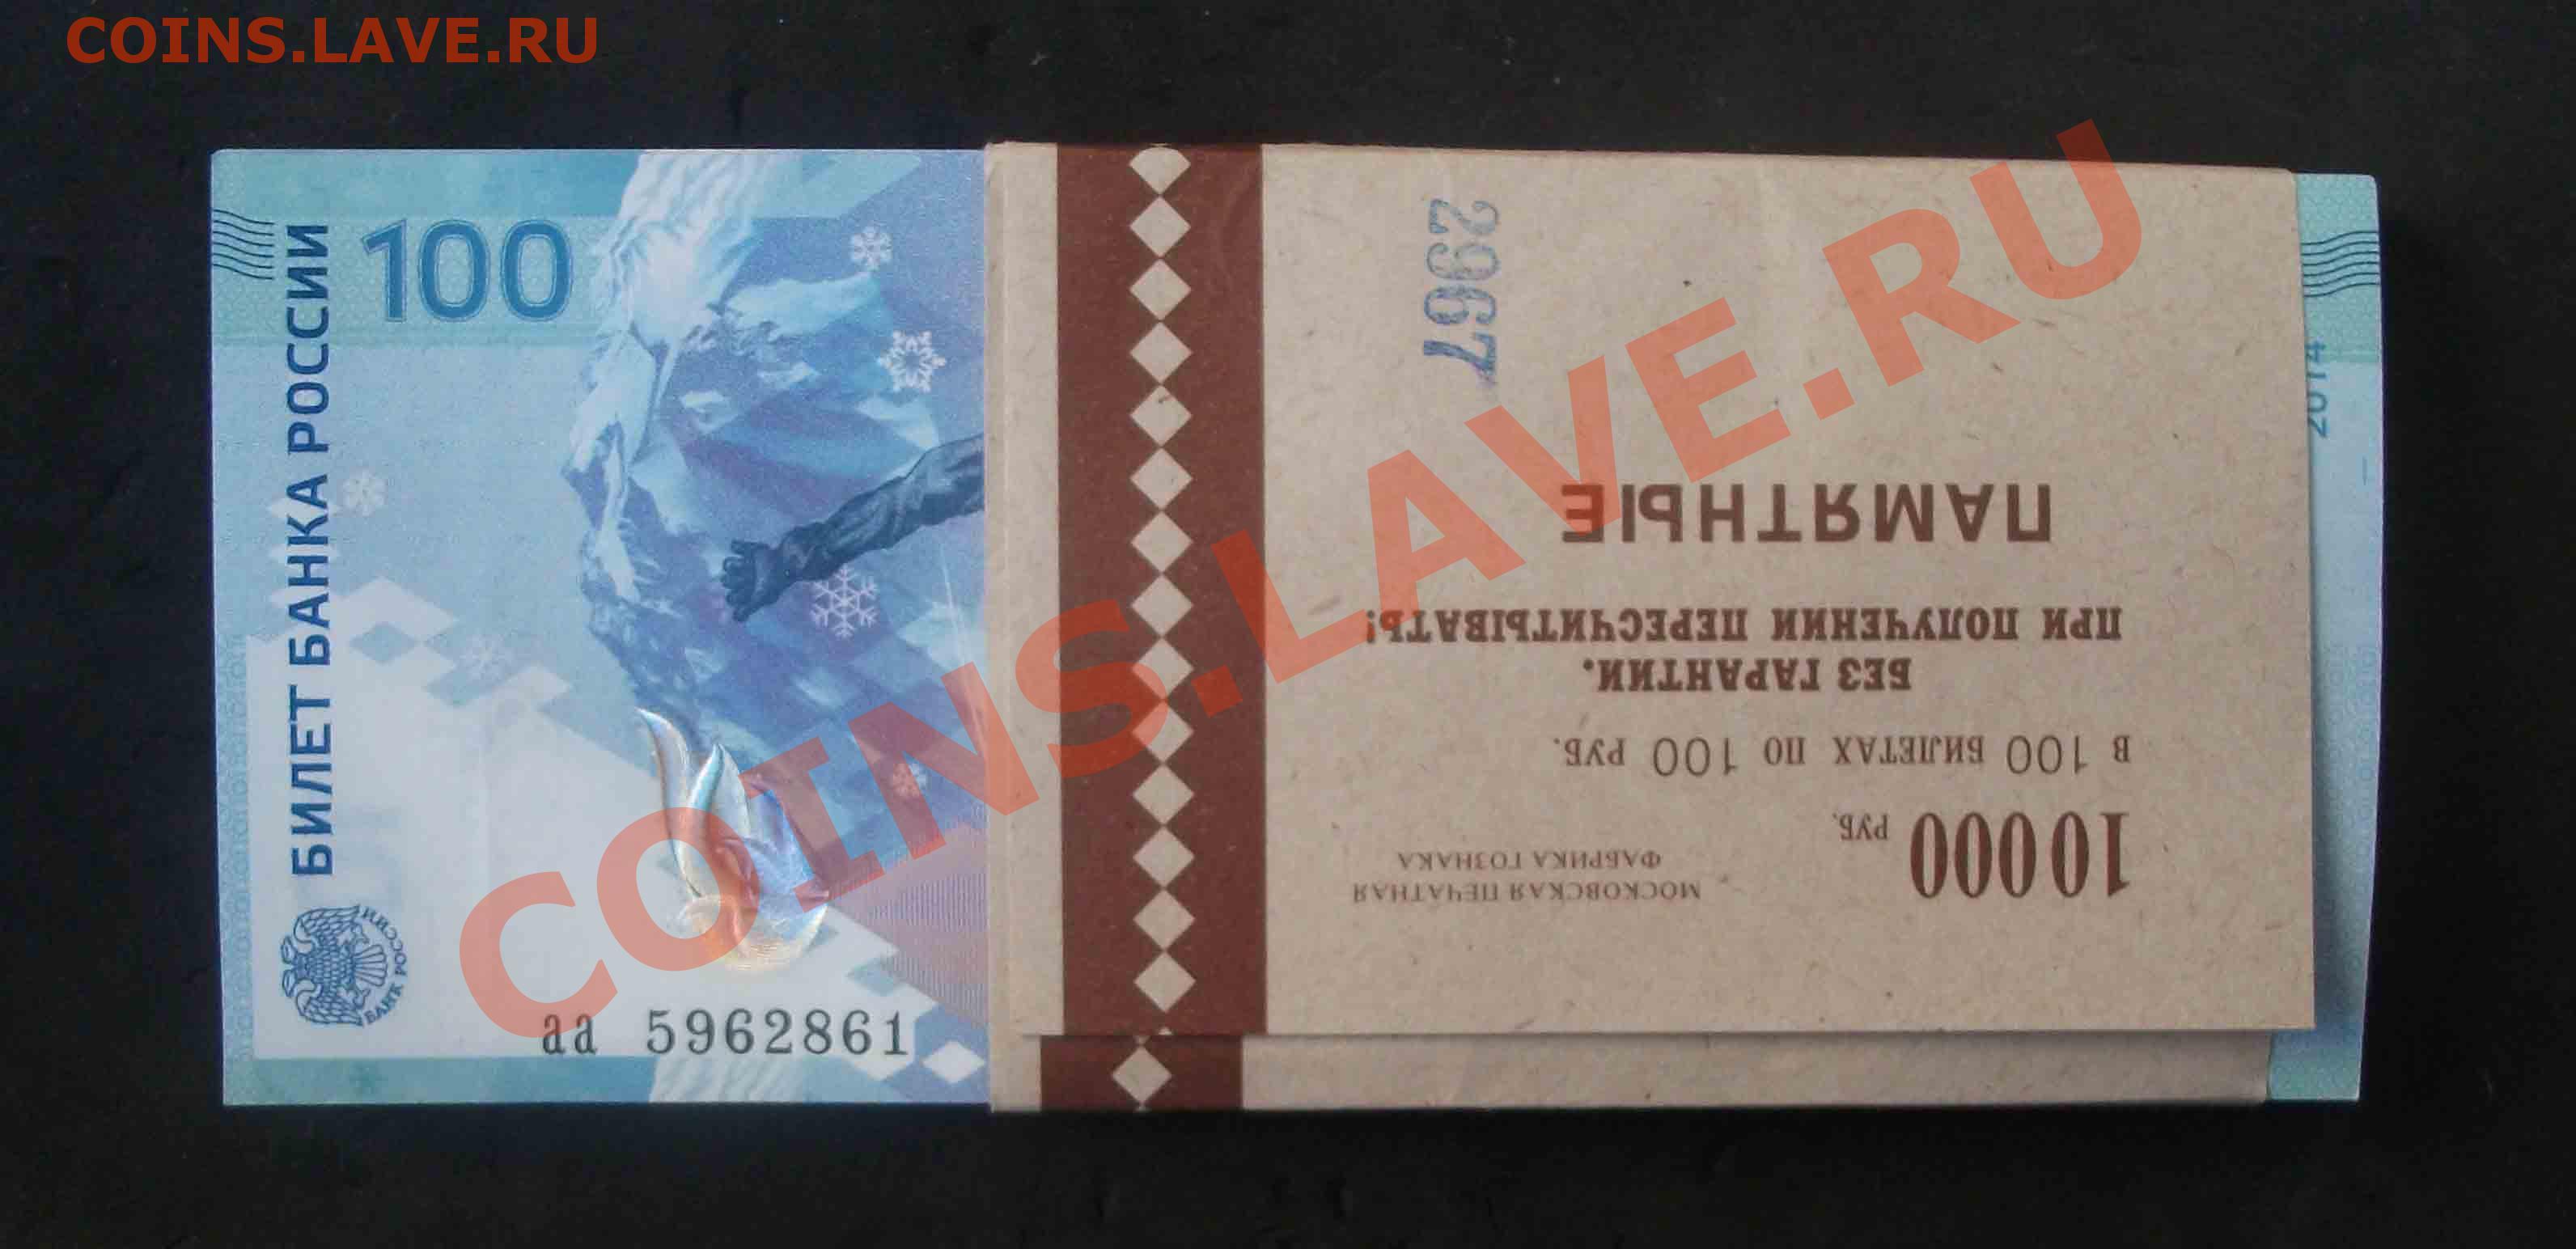 COINS.LAVE.RU
БИЛЕТ БАНКА РОССИИ
100
БАНК РОССИИ
аа 5962861
2967
ПАМЯТНЫЕ
ПРИ ПОЛУЧЕНИИ ПЕРЕСЧИТЫВАТЬ!
БЕЗ ГАРАНТИИ.
В 100 БИЛЕТАХ ПО 100 РУБ.
10000 РУБ.
МОСКОВСКАЯ ПЕЧАТНАЯ
ФАБРИКА ГОЗНАКА
2014
COINS.LAVE.RU